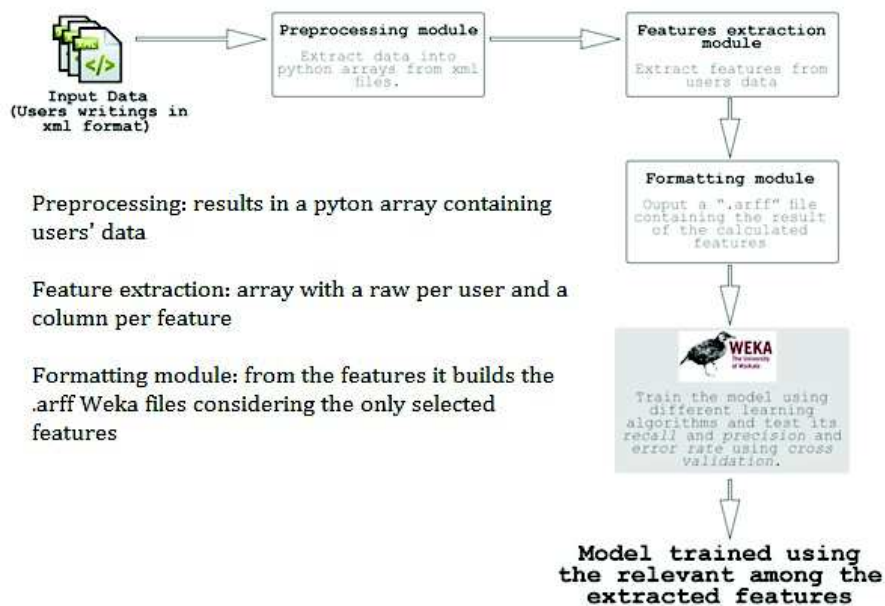 </>
Input Data
(Users writings in
xml format)
Preprocessing module
Extract data into
python arrays from xml
files.
Features extraction
module
Extract features from
users data
Formatting module
Ouput a ".arff" file
containing the result
of the calculated
features
WEKA
The University
of Waikato
Train the model using
different learning
algorithms and test its
recall and precision and
error rate using cross
validation.
Model trained using
the relevant among the
extracted features
Preprocessing: results in a pyton array containing
users' data
Feature extraction: array with a raw per user and a
column per feature
Formatting module: from the features it builds the
.arff Weka files considering the only selected
features